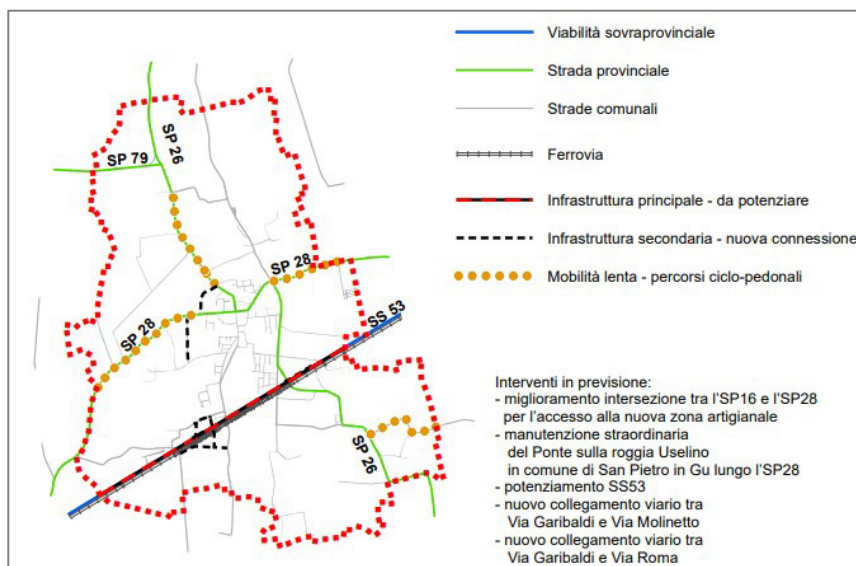 Viabilità sovraprovinciale
Strada provinciale
Strade comunali
Ferrovia
Infrastruttura principale - da potenziare
Infrastruttura secondaria - nuova connessione
Mobilità lenta - percorsi ciclo-pedonali
SP 26
SP 79
SP 28
SP 28
SS 53
SP 26
Interventi in previsione:
- miglioramento intersezione tra l'SP16 e l'SP28
per l'accesso alla nuova zona artigianale
- manutenzione straordinaria
del Ponte sulla roggia Uselino
in comune di San Pietro in Gu lungo l'SP28
- potenziamento SS53
- nuovo collegamento viario tra
Via Garibaldi e Via Molinetto
- nuovo collegamento viario tra
Via Garibaldi e Via Roma